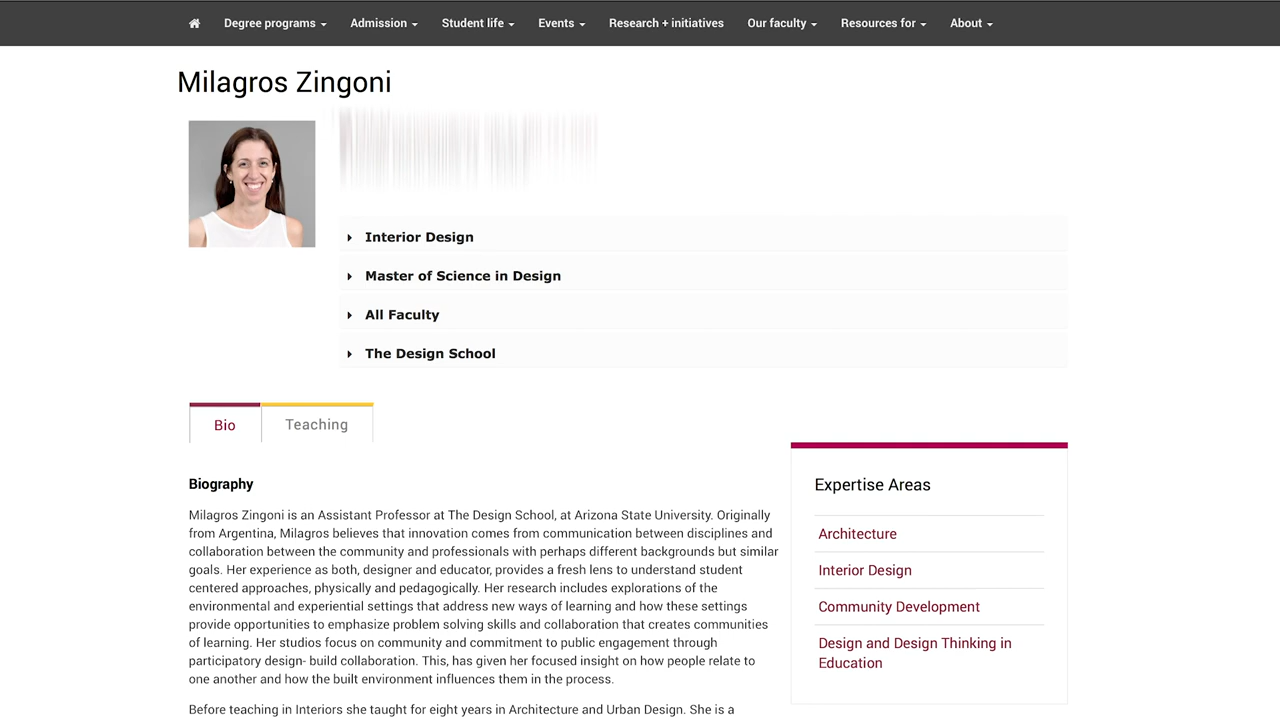 Degree programs Admission Student life Events Research + initiatives Our faculty Resources for About
Milagros Zingoni
Interior Design
Master of Science in Design
All Faculty
The Design School
Bio Teaching
Biography
Milagros Zingoni is an Assistant Professor at The Design School, at Arizona State University. Originally
from Argentina, Milagros believes that innovation comes from communication between disciplines and
collaboration between the community and professionals with perhaps different backgrounds but similar
goals. Her experience as both, designer and educator, provides a fresh lens to understand student
centered approaches, physically and pedagogically. Her research includes explorations of the
environmental and experiential settings that address new ways of learning and how these settings
provide opportunities to emphasize problem solving skills and collaboration that creates communities
of learning. Her studios focus on community and commitment to public engagement through
participatory design- build collaboration. This, has given her focused insight on how people relate to
one another and how the built environment influences them in the process.
Before teaching in Interiors she taught for eight years in Architecture and Urban Design. She is a
Expertise Areas
Architecture
Interior Design
Community Development
Design and Design Thinking in
Education